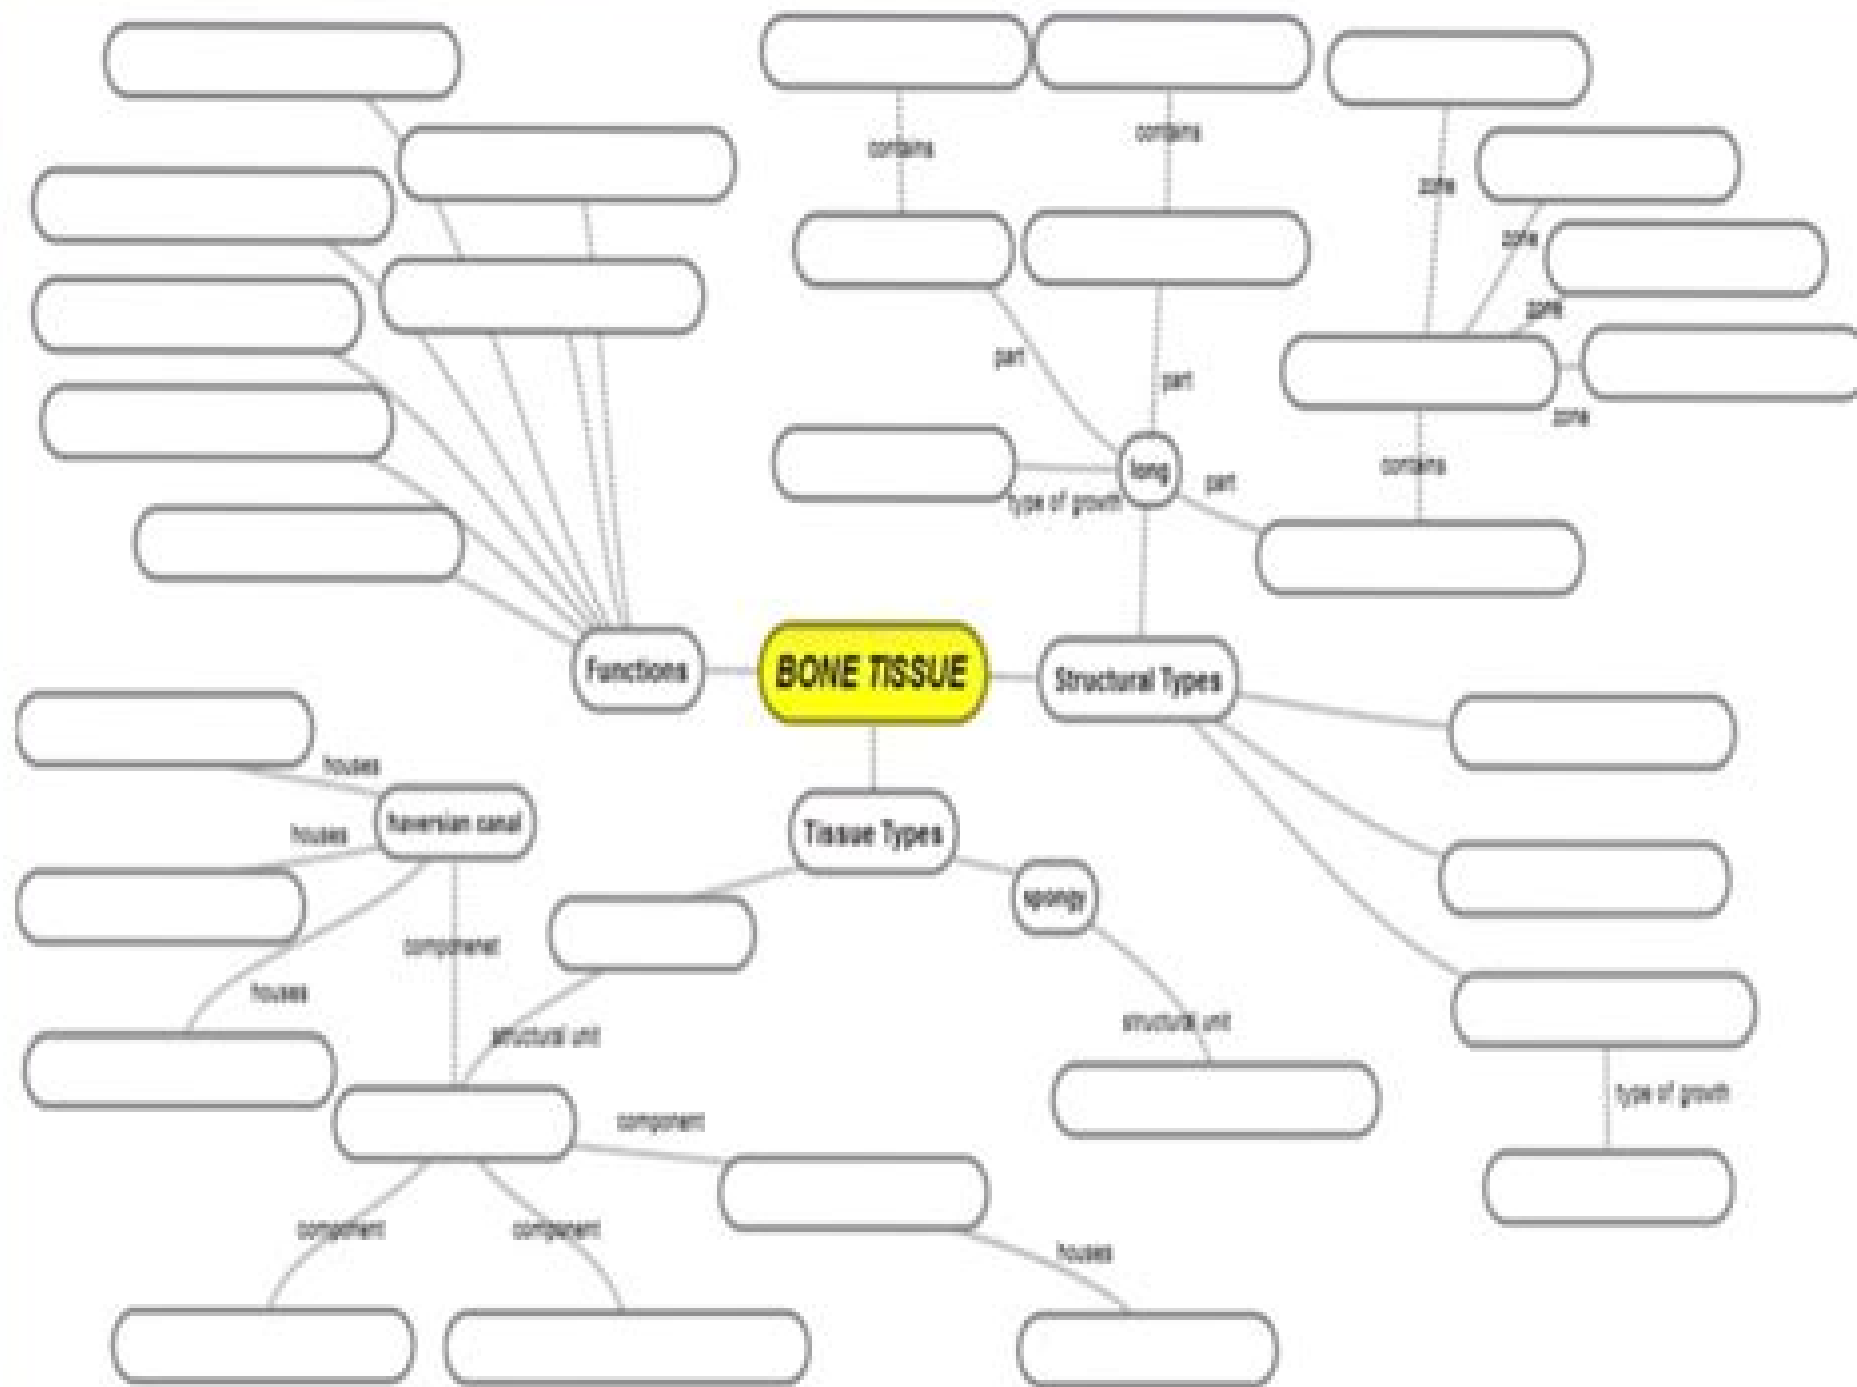 contains
contains
zone
zone
zone
part
part
zone
long
contains
part
type of growth
Functions
BONE TISSUE
Structural Types
houses
haversian canal
houses
Tissue Types
spongy
componenet
houses
structural unit
structural unit
type of growth
component
component
component
houses